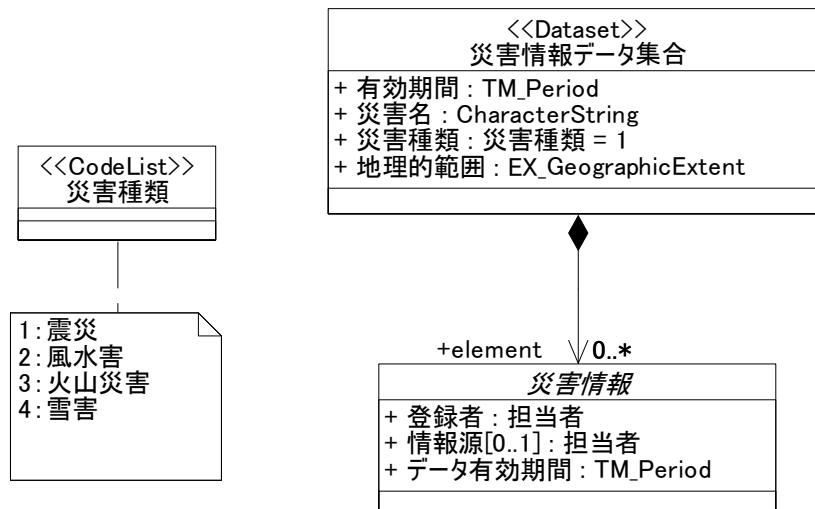 <<Dataset>>
災害情報データ集合
+ 有効期間 : TM_Period
+ 災害名 : CharacterString
+ 災害種類 : 災害種類 = 1
+ 地理的範囲 : EX_GeographicExtent
<<CodeList>>
災害種類
1 : 震災
2 : 風水害
3 : 火山災害
4 : 雪害
+element
0..*
災害情報
+ 登録者 : 担当者
+ 情報源[0..1] : 担当者
+ データ有効期間 : TM_Period